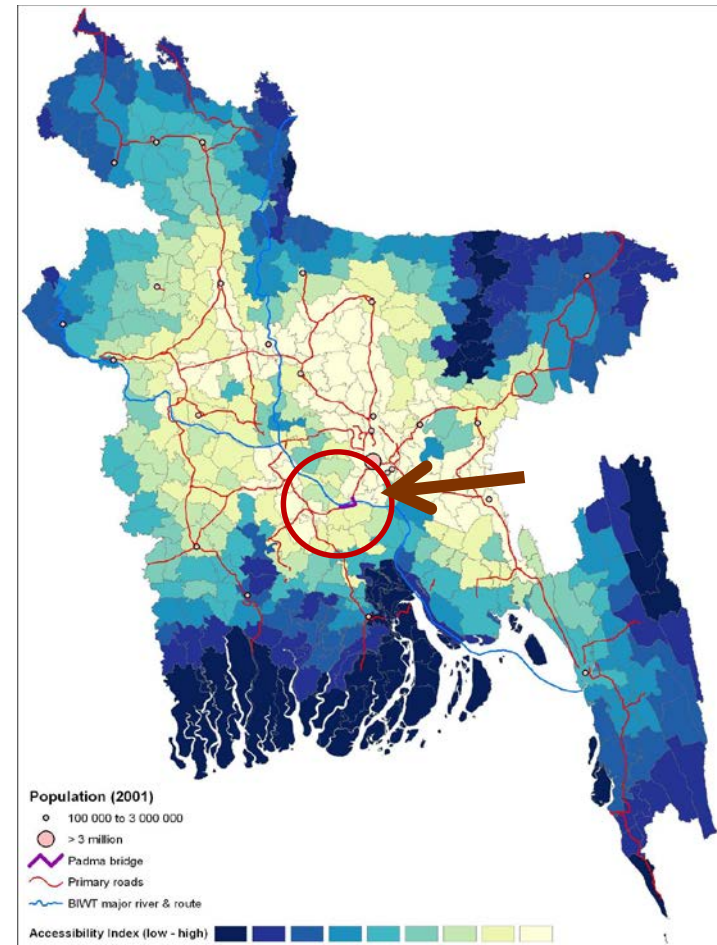 Population (2001)
100 000 to 3 000 000
> 3 million
Padma bridge
Primary roads
BIWT major river & route
Accessibility Index (low - high)